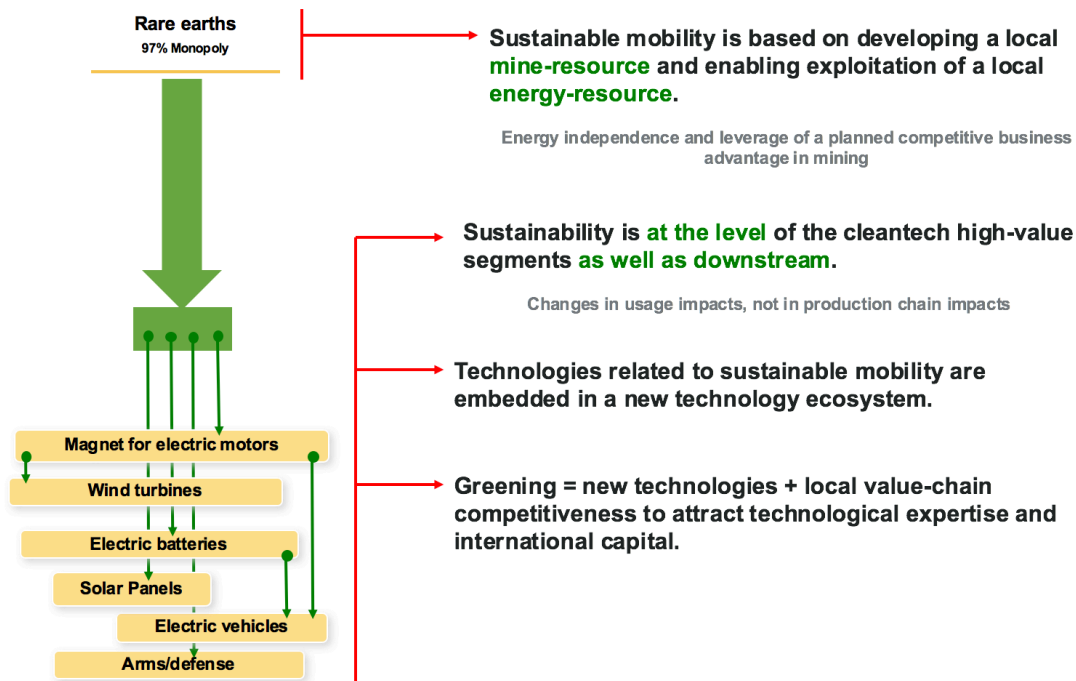 Rare earths
97% Monopoly
Sustainable mobility is based on developing a local
mine-resource and enabling exploitation of a local
energy-resource.
Energy independence and leverage of a planned competitive business
advantage in mining
Sustainability is at the level of the cleantech high-value
segments as well as downstream.
Changes in usage impacts, not in production chain impacts
Technologies related to sustainable mobility are
embedded in a new technology ecosystem.
Greening = new technologies + local value-chain
competitiveness to attract technological expertise and
international capital.
Magnet for electric motors
Wind turbines
Electric batteries
Solar Panels
Electric vehicles
Arms/defense